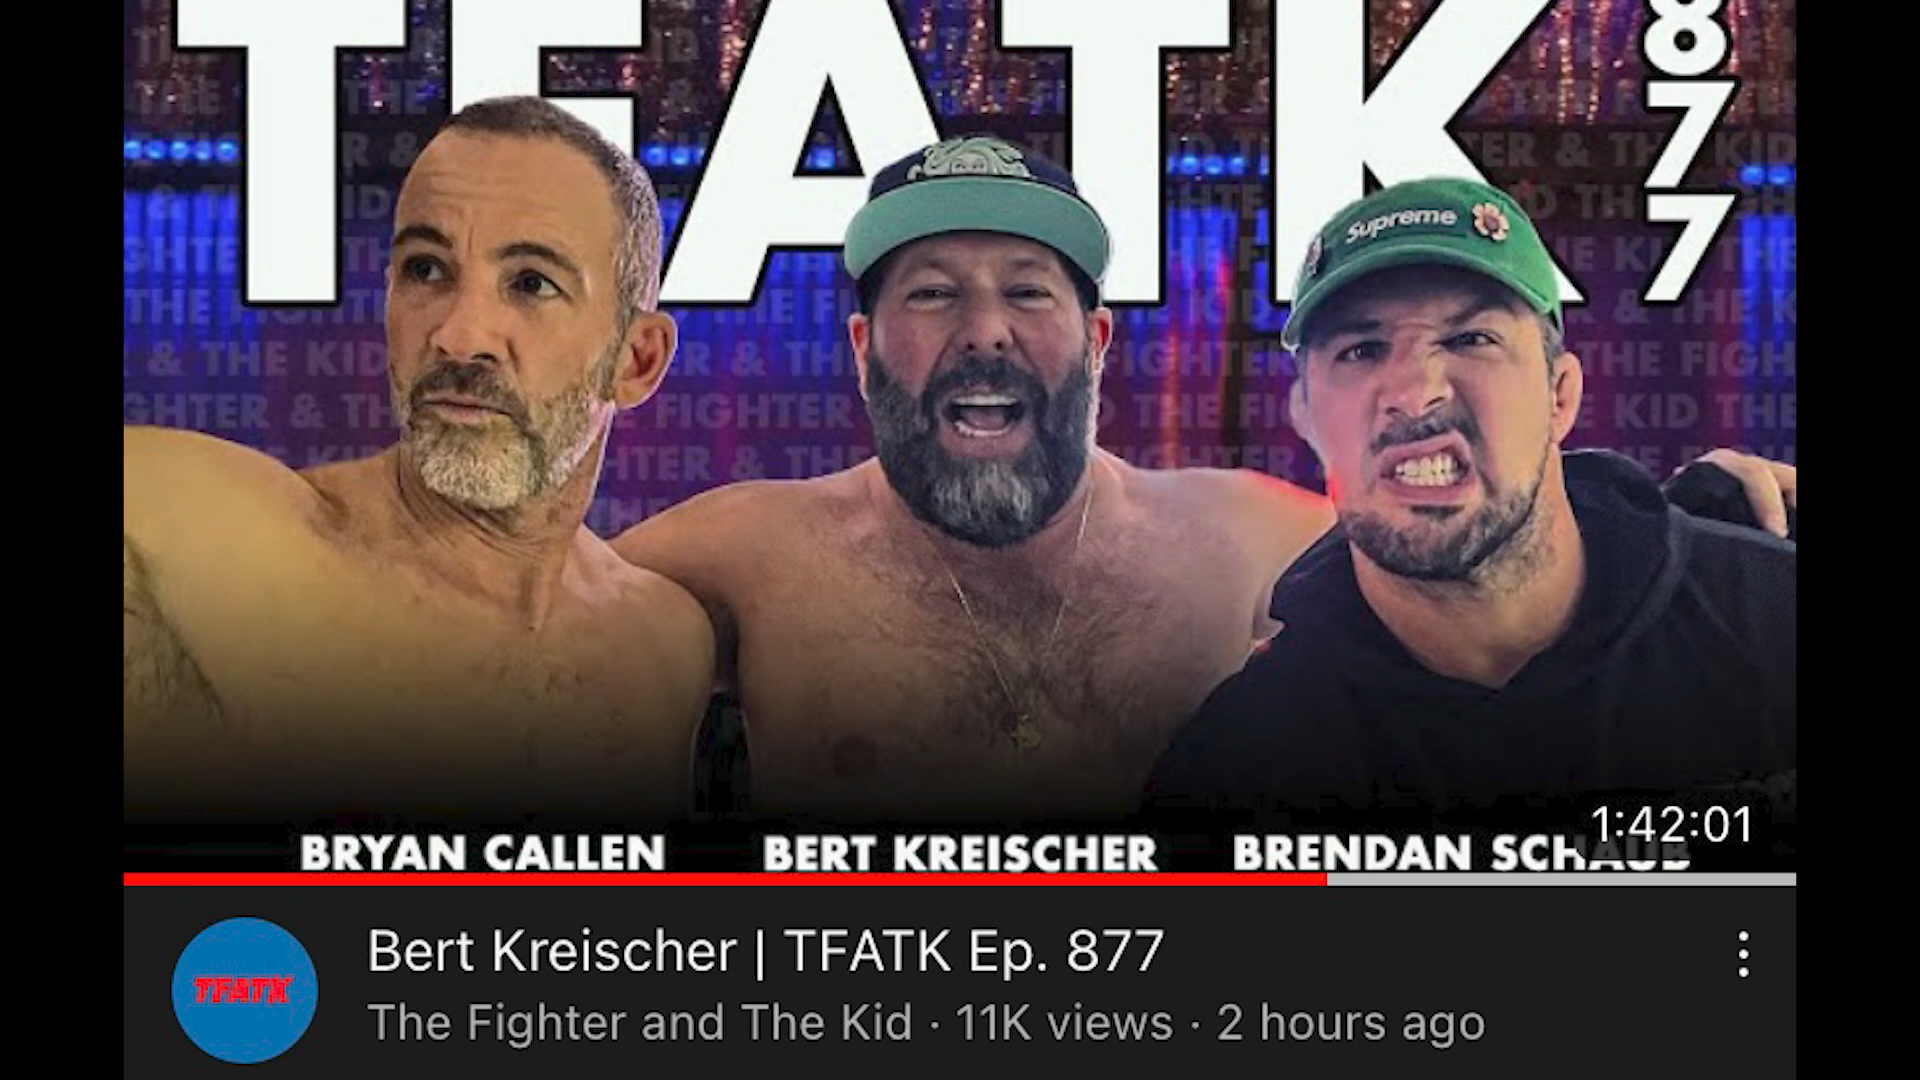 TFATK
877
Supreme
1:42:01
BRYAN CALLEN BERT KREISCHER BRENDAN SCHAUB
TFATK
Bert Kreischer | TFATK Ep. 877
The Fighter and The Kid · 11K views · 2 hours ago